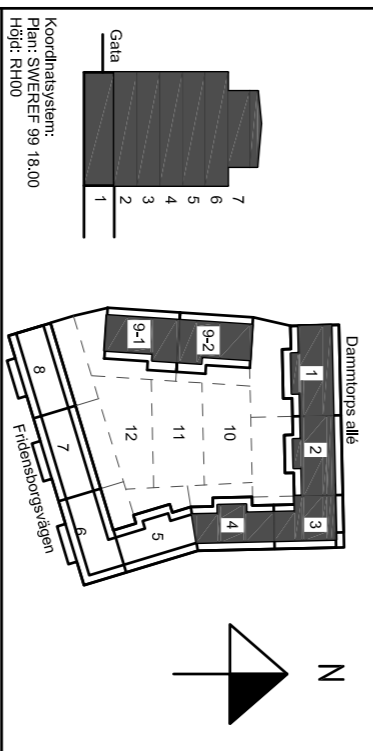 Gata
1
2
3
4
5
6
7
Koordinatsystem:
Plan: SWEREF 99 18.00
Höjd: RH00
Dammtorps allé
1
2
3
4
5
6
7
8
9-1
9-2
10
11
12
Fridensborgsvägen
N